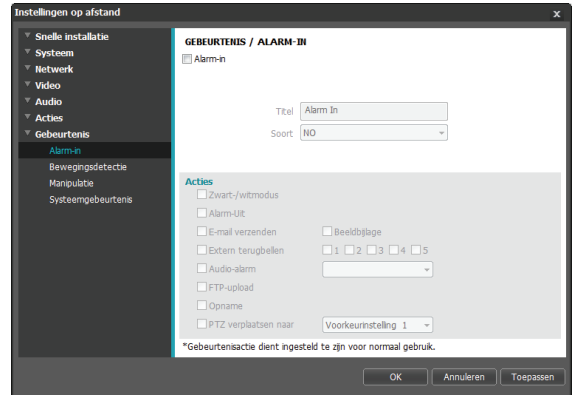 Instellingen op afstand x
Snelle installatie
Systeem
Netwerk
Video
Audio
Acties
Gebeurtenis
Alarm-in
Bewegingsdetectie
Manipulatie
Systeemgebeurtenis
GEBEURTENIS / ALARM-IN
Alarm-in
Titel Alarm In
Soort NO
Acties
Zwart-/witmodus
Alarm-Uit
E-mail verzenden Beeldbijlage
Extern terugbellen 1 2 3 4 5
Audio-alarm
FTP-upload
Opname
PTZ verplaatsen naar Voorkeurinstelling 1
*Gebeurtenisactie dient ingesteld te zijn voor normaal gebruik.
OK Annuleren Toepassen